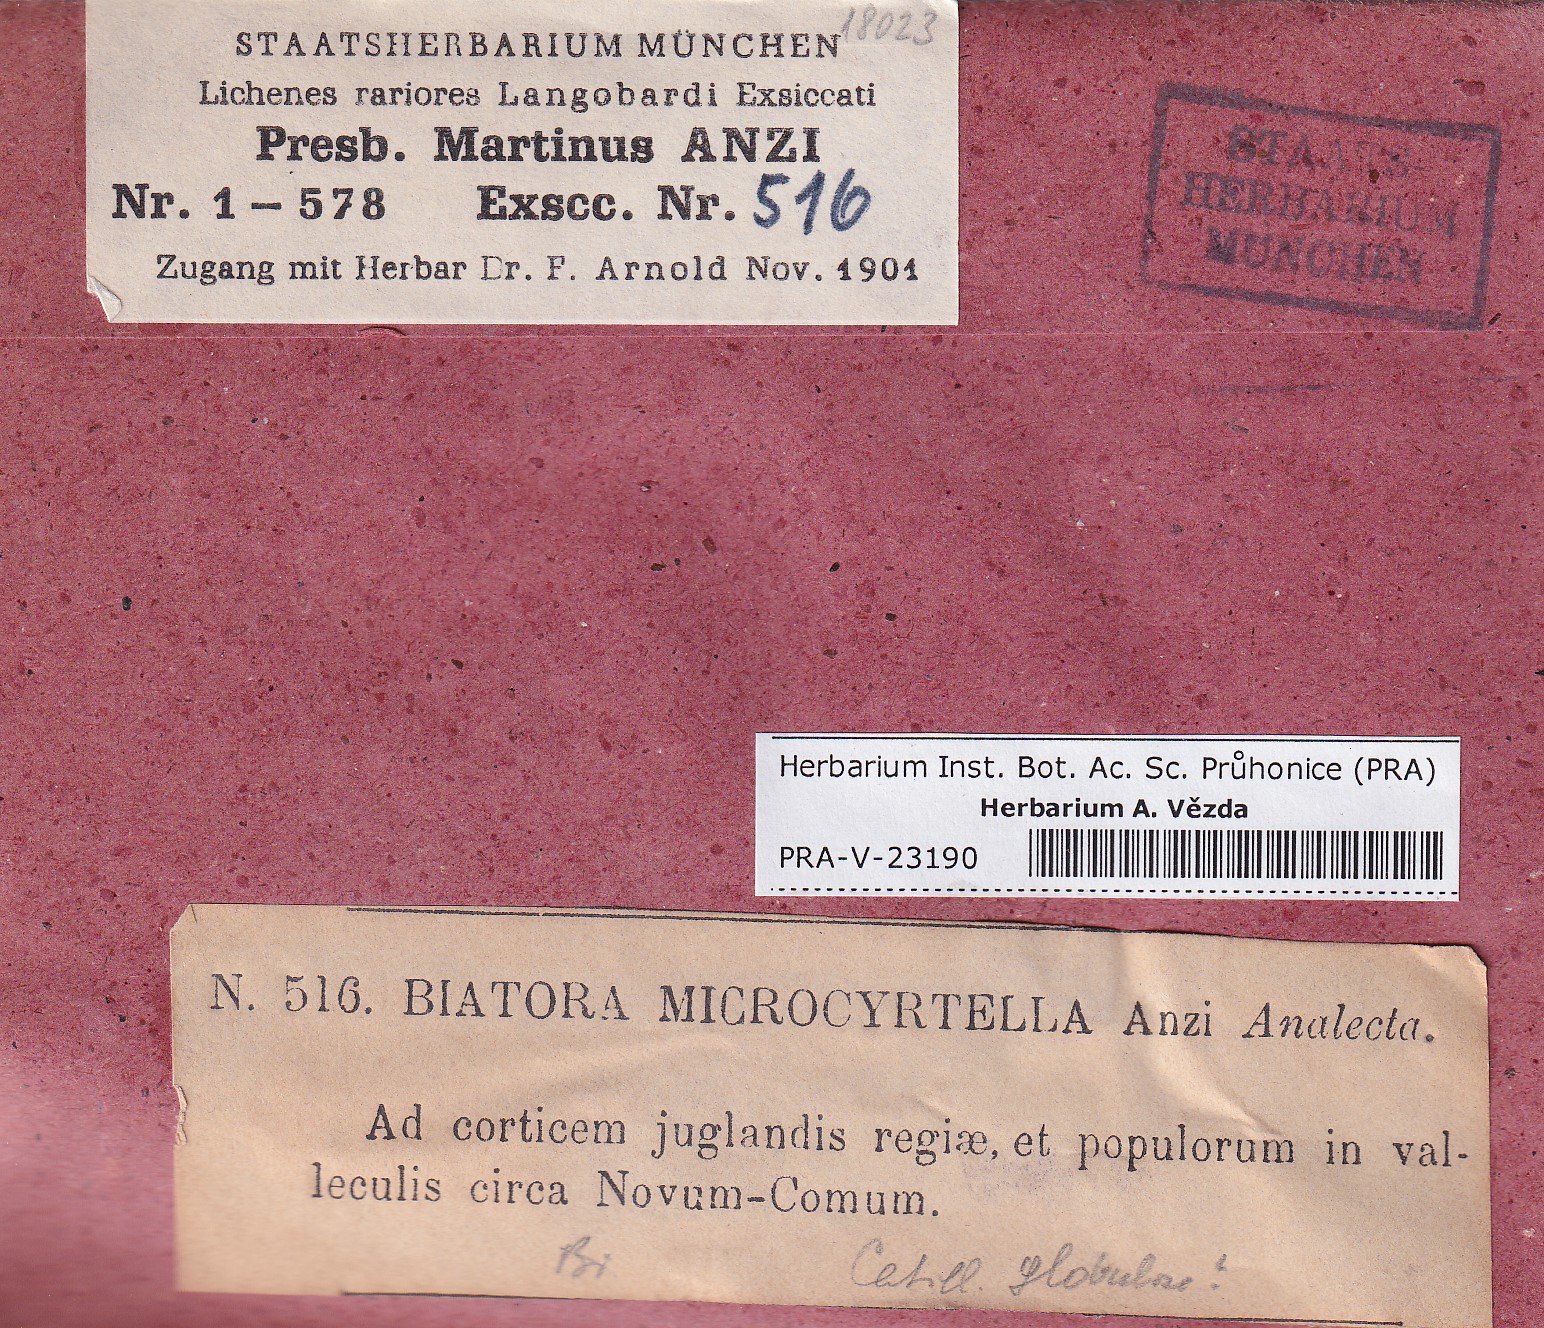 18023
STAATSHERBARIUM MÜNCHEN
Lichenes rariores Langobardi Exsiccati
Presb. Martinus ANZI
Nr. 1 – 578 Exscc. Nr. 516
Zugang mit Herbar Dr. F. Arnold Nov. 1901
STAATS-
HERBARIUM
MÜNCHEN
Herbarium Inst. Bot. Ac. Sc. Průhonice (PRA)
Herbarium A. Vězda
PRA-V-23190
N. 516. BIATORA MICROCYRTELLA Anzi Analecta.
Ad corticem juglandis regiæ, et populorum in val-
leculis circa Novum-Comum.
Bi Catill.